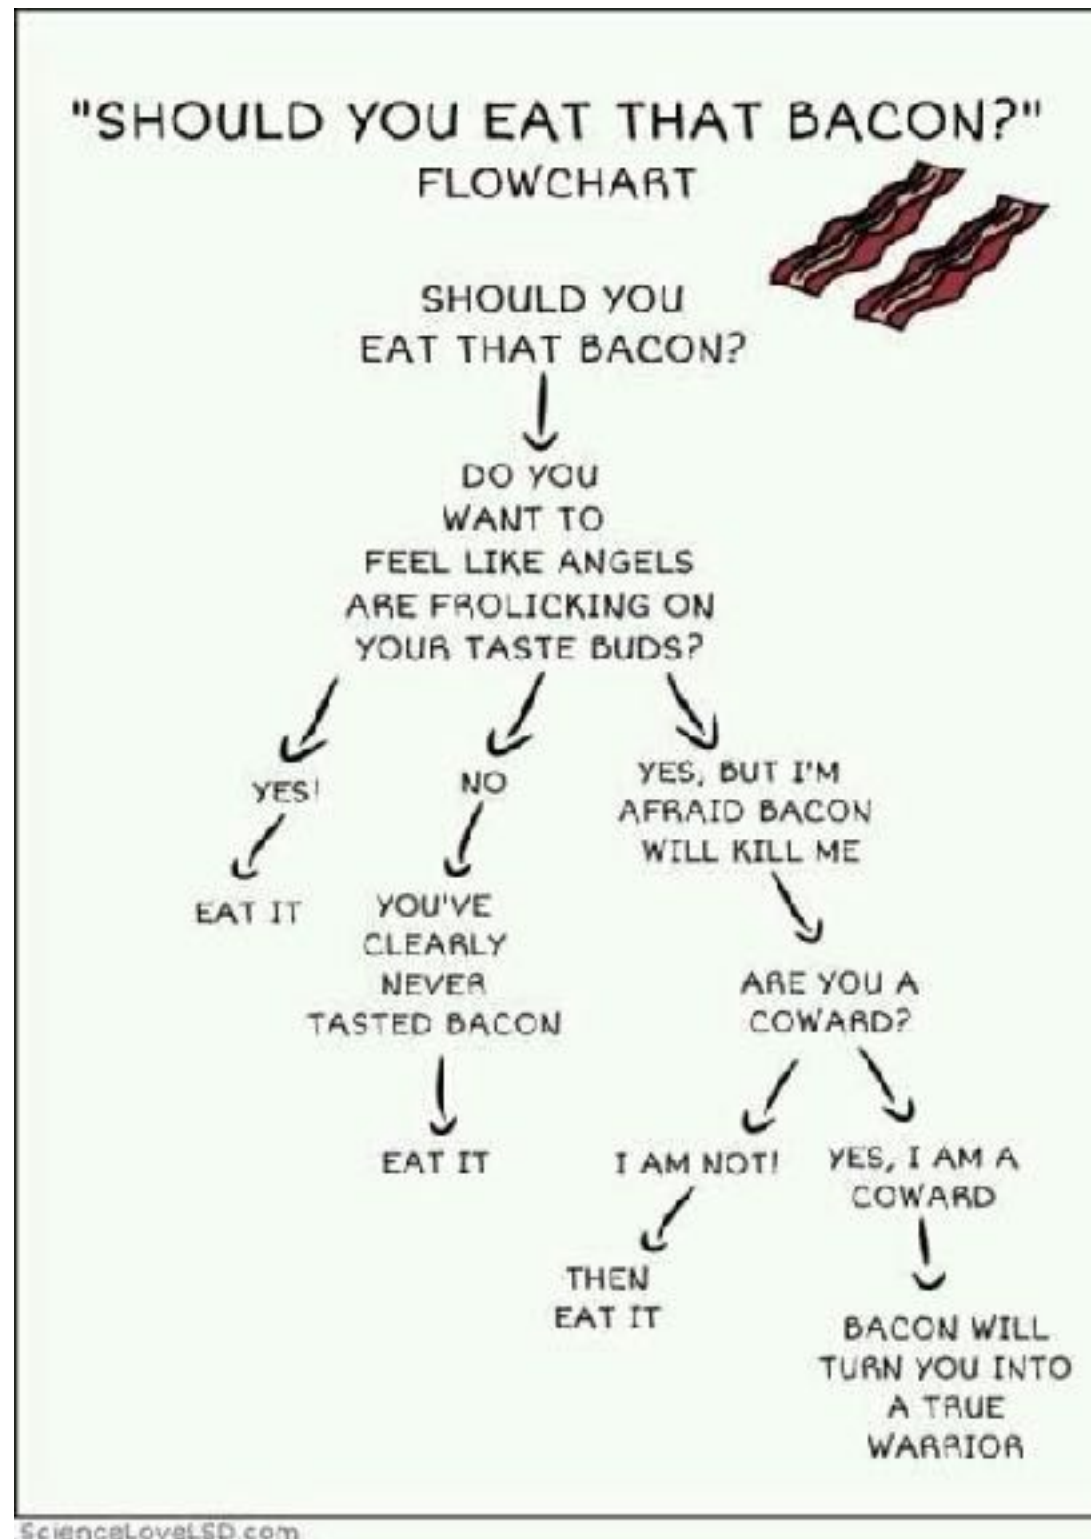 "SHOULD YOU EAT THAT BACON?"
FLOWCHART
SHOULD YOU
EAT THAT BACON?
DO YOU
WANT TO
FEEL LIKE ANGELS
ARE FROLICKING ON
YOUR TASTE BUDS?
YES!
EAT IT
NO
YOU'VE
CLEARLY
NEVER
TASTED BACON
EAT IT
YES, BUT I'M
AFRAID BACON
WILL KILL ME
ARE YOU A
COWARD?
I AM NOT!
THEN
EAT IT
YES, I AM A
COWARD
BACON WILL
TURN YOU INTO
A TRUE
WARRIOR
ScienceLoveLSD.com